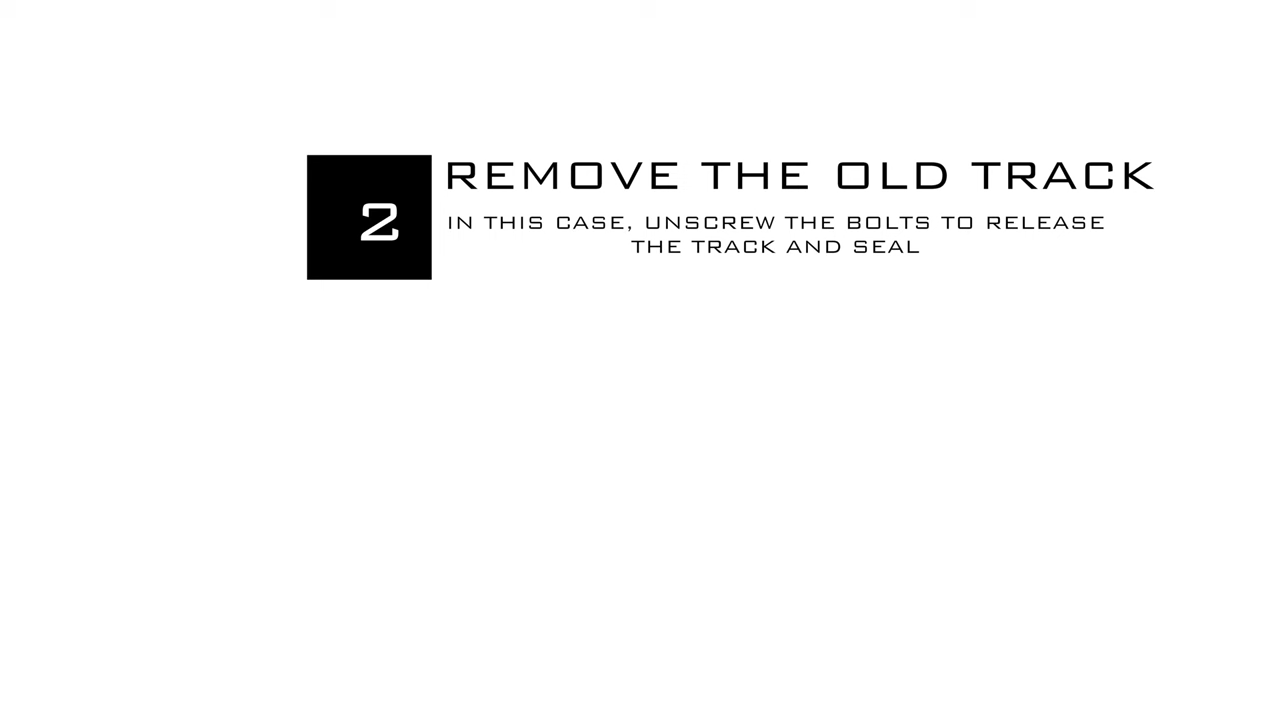 2
REMOVE THE OLD TRACK
IN THIS CASE, UNSCREW THE BOLTS TO RELEASE
THE TRACK AND SEAL